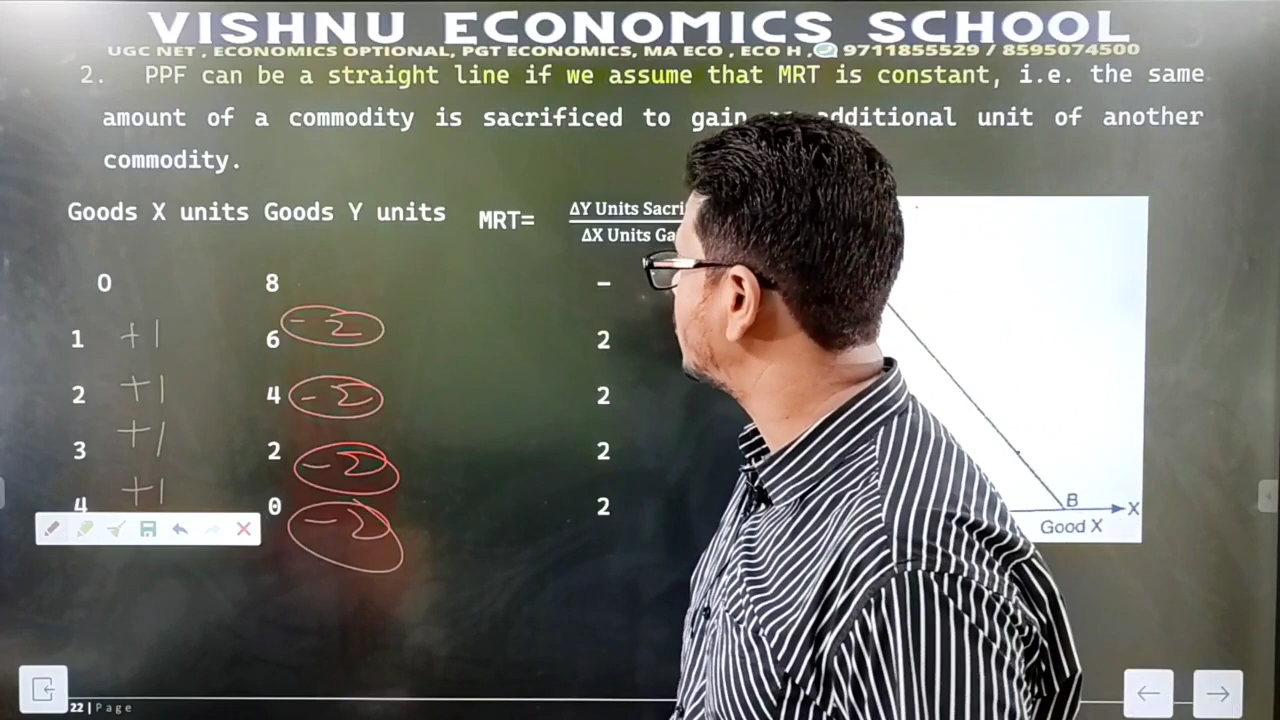 VISHNU ECONOMICS SCHOOL
UGC NET , ECONOMICS OPTIONAL, PGT ECONOMICS, MA ECO , ECO H , 9711855529 / 8595074500
2. PPF can be a straight line if we assume that MRT is constant, i.e. the same
amount of a commodity is sacrificed to gain additional unit of another
commodity.
Goods X units Goods Y units MRT= ΔY Units
ΔX Units
0 8 –
1 +1 6 -2 2
2 +1 4 -2 2
3 +1 2 -2 2
4 +1 0 -2 2
B
X
Good X
22 | Page